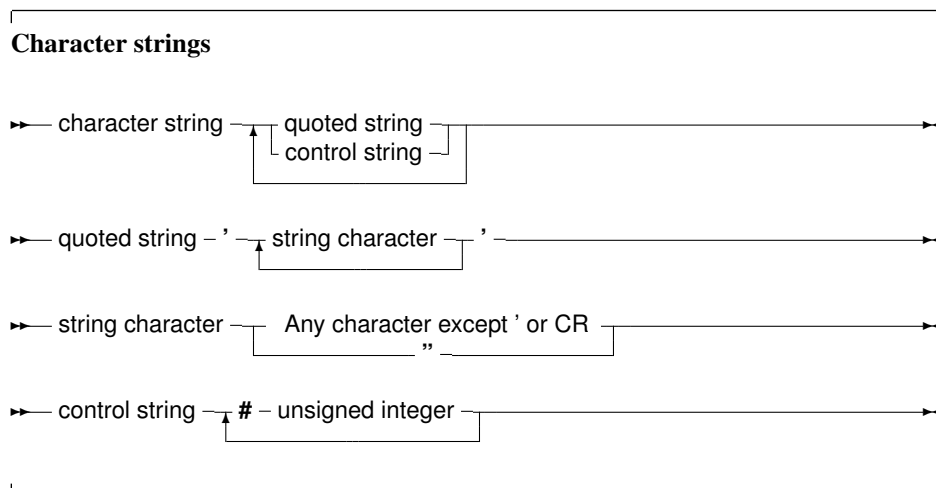 Character strings
character string quoted string
control string
quoted string ’ string character ’
string character Any character except ’ or CR
”
control string # unsigned integer